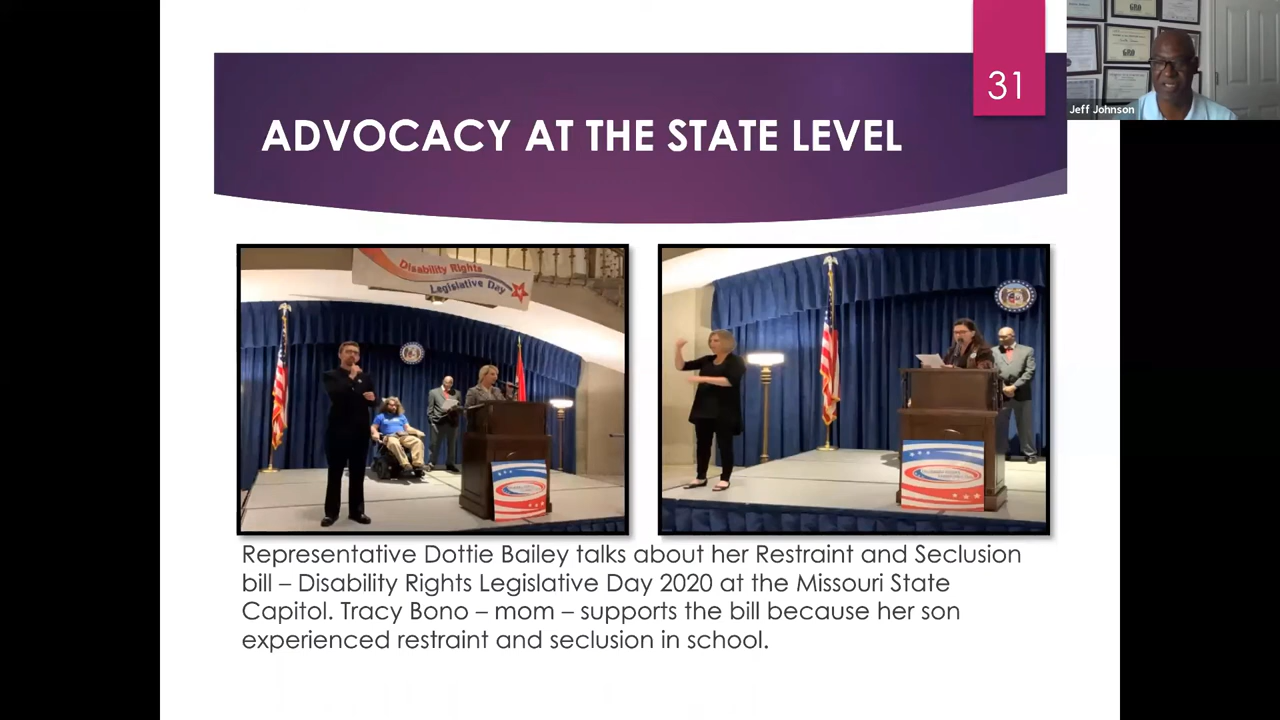 31
ADVOCACY AT THE STATE LEVEL
GRO
GRO
Jeff Johnson
Disability Rights
Legislative Day
Representative Dottie Bailey talks about her Restraint and Seclusion
bill – Disability Rights Legislative Day 2020 at the Missouri State
Capitol. Tracy Bono – mom – supports the bill because her son
experienced restraint and seclusion in school.